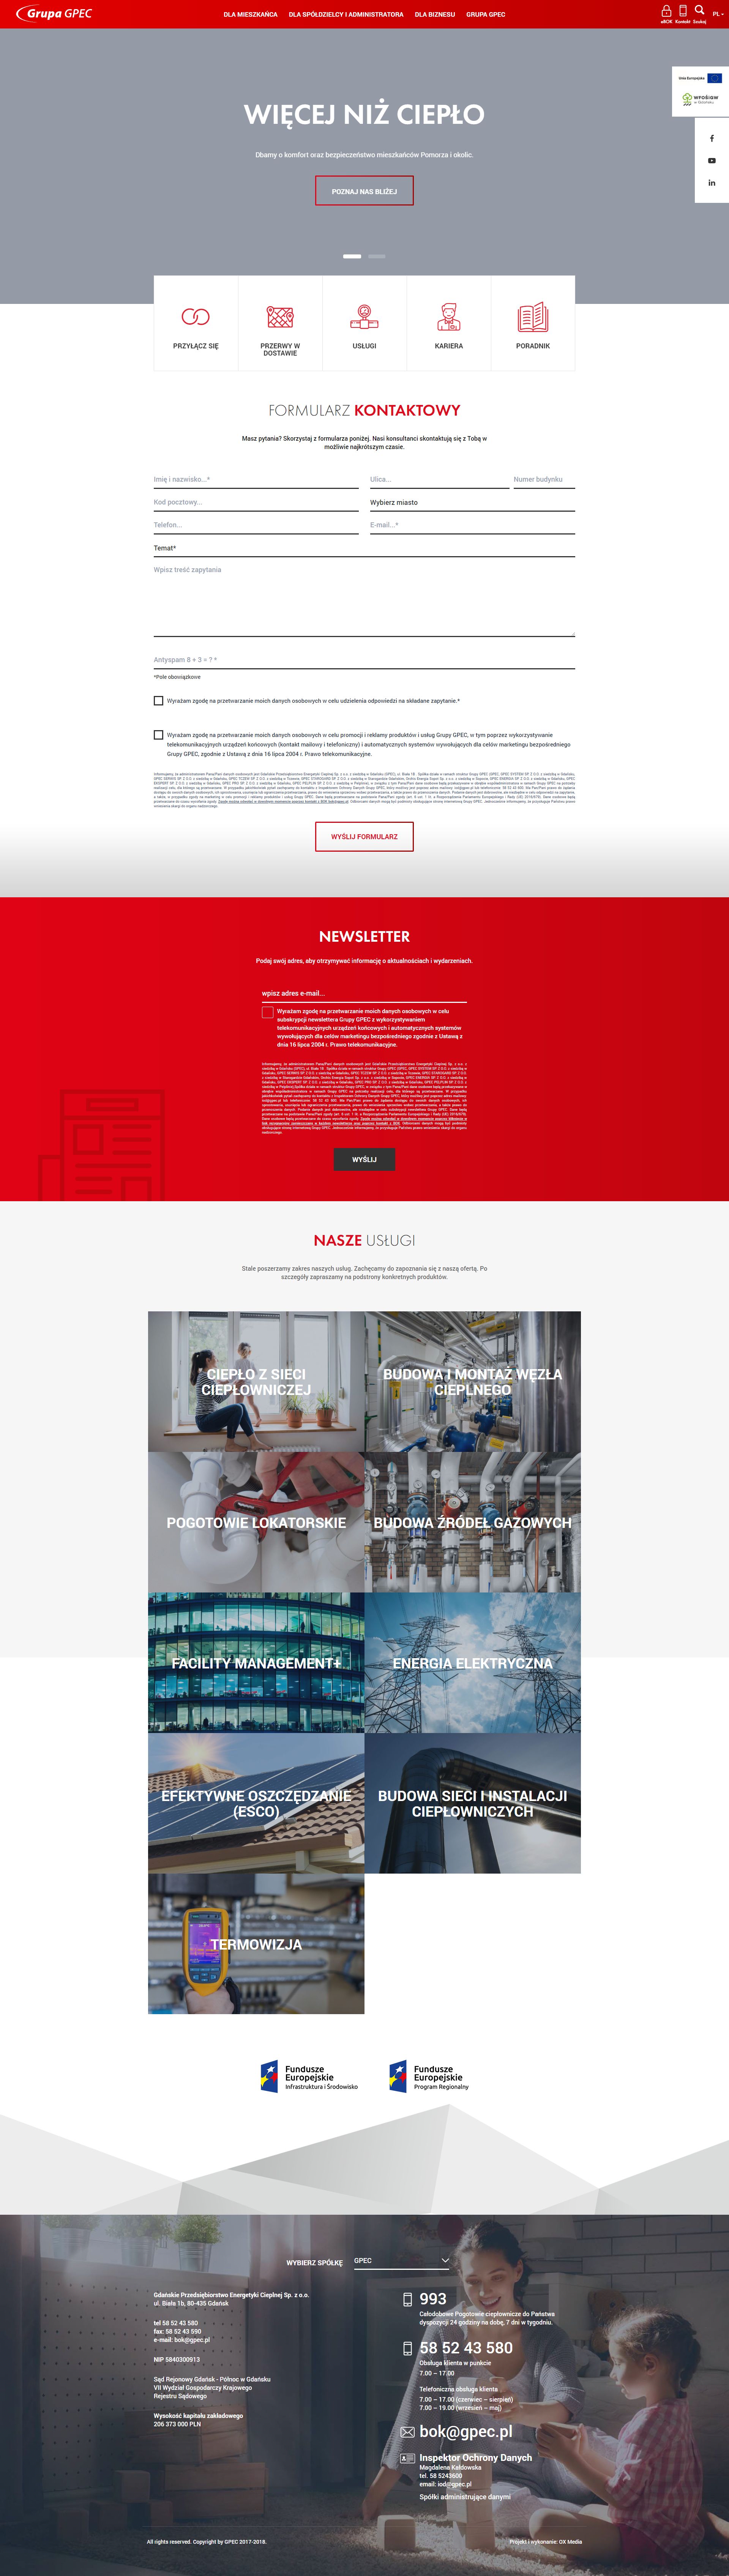 Grupa GPEC
DLA MIESZKAŃCA
DLA SPÓŁDZIELCY I ADMINISTRATORA
DLA BIZNESU
GRUPA GPEC
eBOK
Kontakt
Szukaj
PL
Unia Europejska
WIĘCEJ NIŻ CIEPŁO
Dbamy o komfort oraz bezpieczeństwo mieszkańców Pomorza i okolic.
POZNAJ NAS BLIŻEJ
PRZYŁĄCZ SIĘ
PRZERWY W
DOSTAWIE
USŁUGI
KARIERA
PORADNIK
FORMULARZ KONTAKTOWY
Masz pytania? Skorzystaj z formularza poniżej. Nasi konsultanci skontaktują się z Tobą w
możliwie najkrótszym czasie.
Imię i nazwisko...*
Ulica...
Numer budynku
Kod pocztowy...
Wybierz miasto
Telefon...
E-mail...*
Temat*
Wpisz treść zapytania
Antyspam 8 + 3 = ? *
*Pole obowiązkowe
Wyrażam zgodę na przetwarzanie moich danych osobowych w celu udzielenia odpowiedzi na składane zapytanie.*
Wyrażam zgodę na przetwarzanie moich danych osobowych w celu promocji i reklamy produktów i usług Grupy GPEC, w tym poprzez wykorzystywanie
telekomunikacyjnych urządzeń końcowych (kontakt mailowy i telefoniczny) i automatycznych systemów wywołujących dla celów marketingu bezpośredniego
Grupy GPEC, zgodnie z Ustawą z dnia 16 lipca 2004 r. Prawo telekomunikacyjne.
WYŚLIJ FORMULARZ
NEWSLETTER
Podaj swój adres, aby otrzymywać informację o aktualnościach i wydarzeniach.
wpisz adres e-mail...
Wyrażam zgodę na przetwarzanie moich danych osobowych w celu
subskrypcji newslettera Grupy GPEC z wykorzystywaniem
telekomunikacyjnych urządzeń końcowych i automatycznych systemów
wywołujących dla celów marketingu bezpośredniego zgodnie z Ustawą z
dnia 16 lipca 2004 r. Prawo telekomunikacyjne.
WYŚLIJ
NASZE USŁUGI
Stale poszerzamy zakres naszych usług. Zachęcamy do zapoznania się z naszą ofertą. Po
szczegóły zapraszamy na podstrony konkretnych produktów.
CIEPŁO Z SIECI
CIEPŁOWNICZEJ
BUDOWA I MONTAŻ WĘZŁA
CIEPLNEGO
POGOTOWIE LOKATORSKIE
BUDOWA ŹRÓDEŁ GAZOWYCH
FACILITY MANAGEMENT+
ENERGIA ELEKTRYCZNA
EFEKTYWNE OSZCZĘDZANIE
(ESCO)
BUDOWA SIECI I INSTALACJI
CIEPŁOWNICZYCH
TERMOWIZJA
Fundusze
Europejskie
Infrastruktura i Środowisko
Fundusze
Europejskie
Program Regionalny
WYBIERZ SPÓŁKĘ
GPEC
Gdańskie Przedsiębiorstwo Energetyki Cieplnej Sp. z o.o.
ul. Biała 1b, 80-435 Gdańsk
tel 58 52 43 580
fax: 58 52 43 590
e-mail: bok@gpec.pl
NIP 5840300913
Sąd Rejonowy Gdańsk - Północ w Gdańsku
VII Wydział Gospodarczy Krajowego
Rejestru Sądowego
Wysokość kapitału zakładowego
206 373 000 PLN
993
Całodobowe Pogotowie ciepłownicze do Państwa
dyspozycji 24 godziny na dobę, 7 dni w tygodniu.
58 52 43 580
Obsługa klienta w punkcie
7.00 – 17.00
Telefoniczna obsługa klienta
7.00 – 17.00 (czerwiec – sierpień)
7.00 – 19.00 (wrzesień – maj)
bok@gpec.pl
Inspektor Ochrony Danych
Magdalena Kałdowska
tel. 58 5243600
email: iod@gpec.pl
Spółki administrujące danymi
All rights reserved. Copyright by GPEC 2017-2018.
Projekt i wykonanie: OX Media